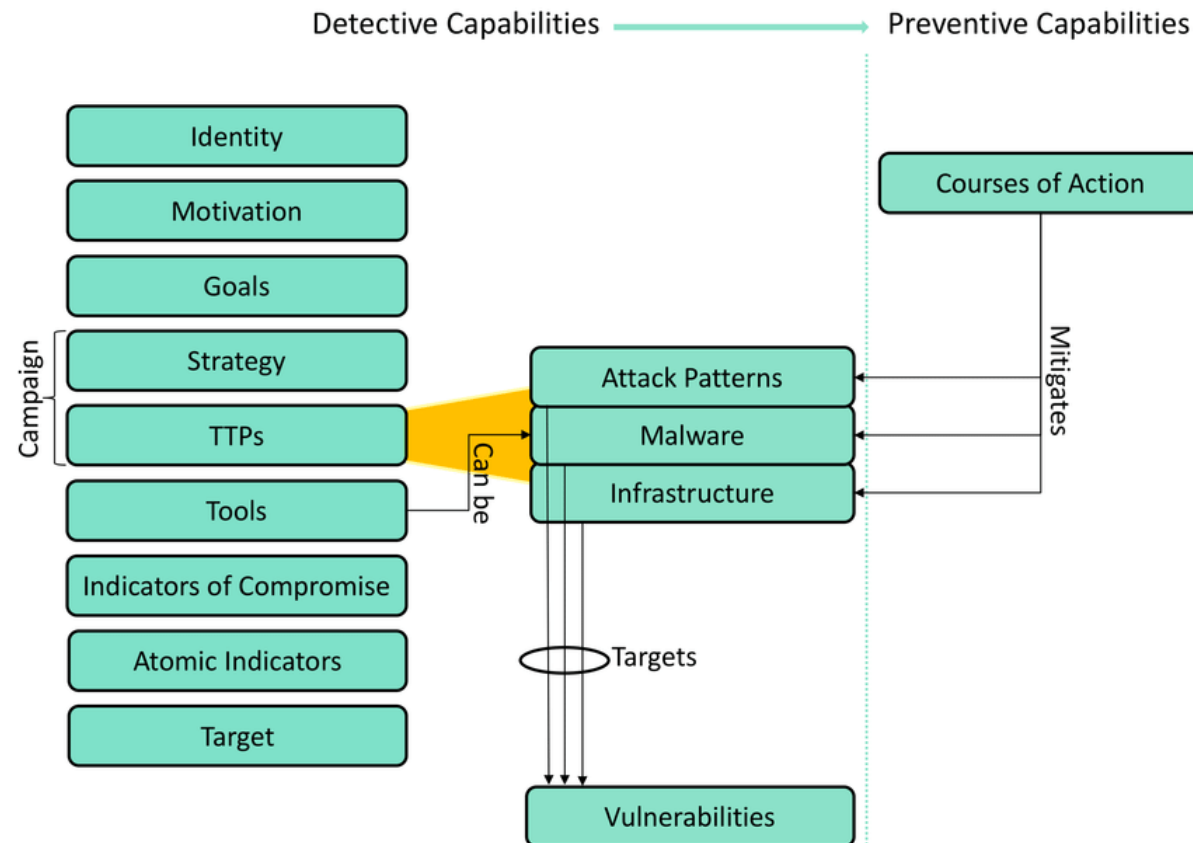 Detective Capabilities
Preventive Capabilities
Identity
Motivation
Goals
Strategy
TTPs
Campaign
Tools
Indicators of Compromise
Atomic Indicators
Target
Can be
Attack Patterns
Malware
Infrastructure
Targets
Vulnerabilities
Courses of Action
Mitigates